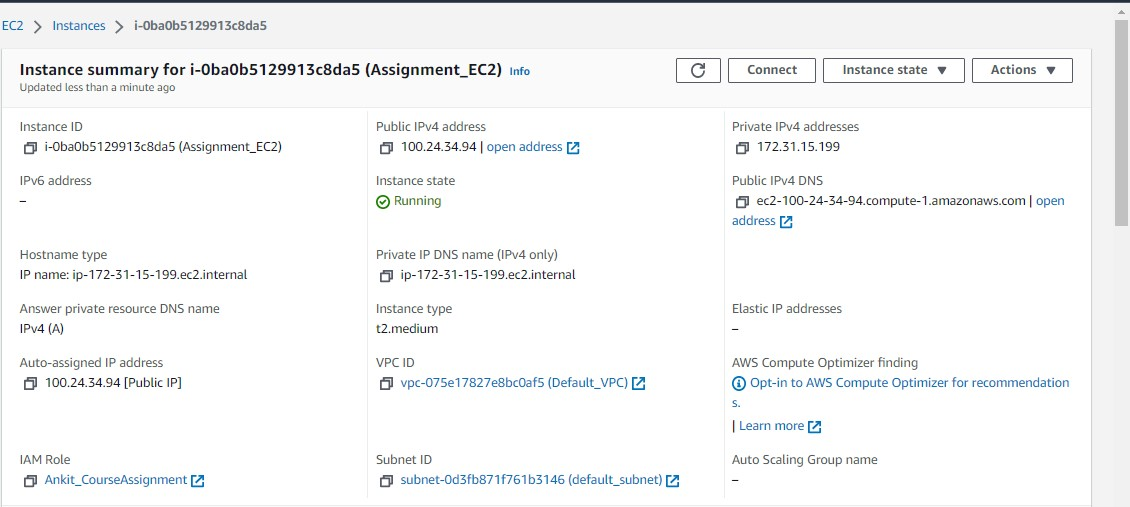 EC2 > Instances > i-0ba0b5129913c8da5
Instance summary for i-0ba0b5129913c8da5 (Assignment_EC2) Info
Updated less than a minute ago
Connect
Instance state
Actions
Instance ID
i-0ba0b5129913c8da5 (Assignment_EC2)
Public IPv4 address
100.24.34.94 | open address
Private IPv4 addresses
172.31.15.199
IPv6 address
–
Instance state
Running
Public IPv4 DNS
ec2-100-24-34-94.compute-1.amazonaws.com | open
address
Hostname type
IP name: ip-172-31-15-199.ec2.internal
Private IP DNS name (IPv4 only)
ip-172-31-15-199.ec2.internal
Answer private resource DNS name
IPv4 (A)
Instance type
t2.medium
Elastic IP addresses
–
Auto-assigned IP address
100.24.34.94 [Public IP]
VPC ID
vpc-075e17827e8bc0af5 (Default_VPC)
AWS Compute Optimizer finding
Opt-in to AWS Compute Optimizer for recommendation
s.
| Learn more
IAM Role
Ankit_CourseAssignment
Subnet ID
subnet-0d3fb871f761b3146 (default_subnet)
Auto Scaling Group name
–